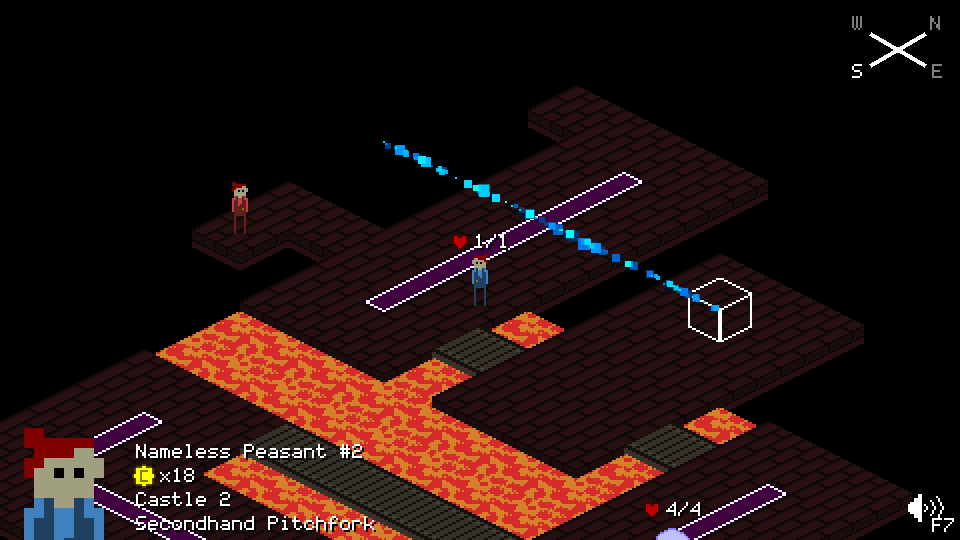 W N
S E
1/1
Nameless Peasant #2
x18
Castle 2
Secondhand Pitchfork
4/4
F7